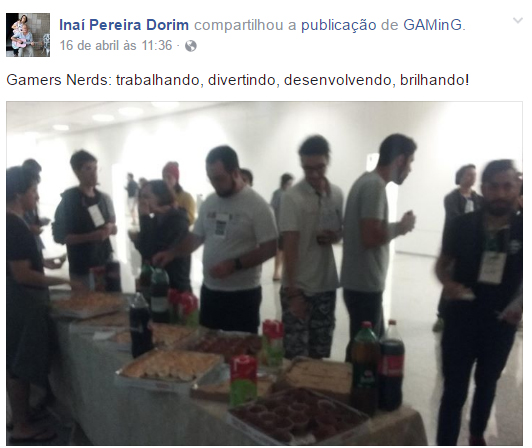 Inaí Pereira Dorim compartilhou a publicação de GAMinG.
16 de abril às 11:36 ·
Gamers Nerds: trabalhando, divertindo, desenvolvendo, brilhando!